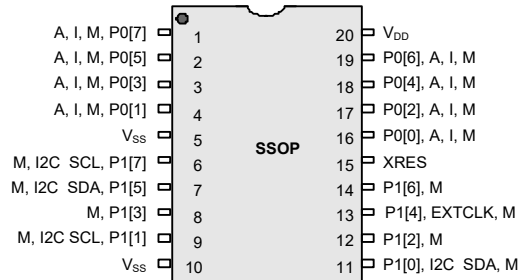 A, I, M, P0[7] 1 20 VDD
A, I, M, P0[5] 2 19 P0[6], A, I, M
A, I, M, P0[3] 3 18 P0[4], A, I, M
A, I, M, P0[1] 4 17 P0[2], A, I, M
VSS 5 16 P0[0], A, I, M
SSOP
M, I2C SCL, P1[7] 6 15 XRES
M, I2C SDA, P1[5] 7 14 P1[6], M
M, P1[3] 8 13 P1[4], EXTCLK, M
M, I2C SCL, P1[1] 9 12 P1[2], M
VSS 10 11 P1[0], I2C SDA, M